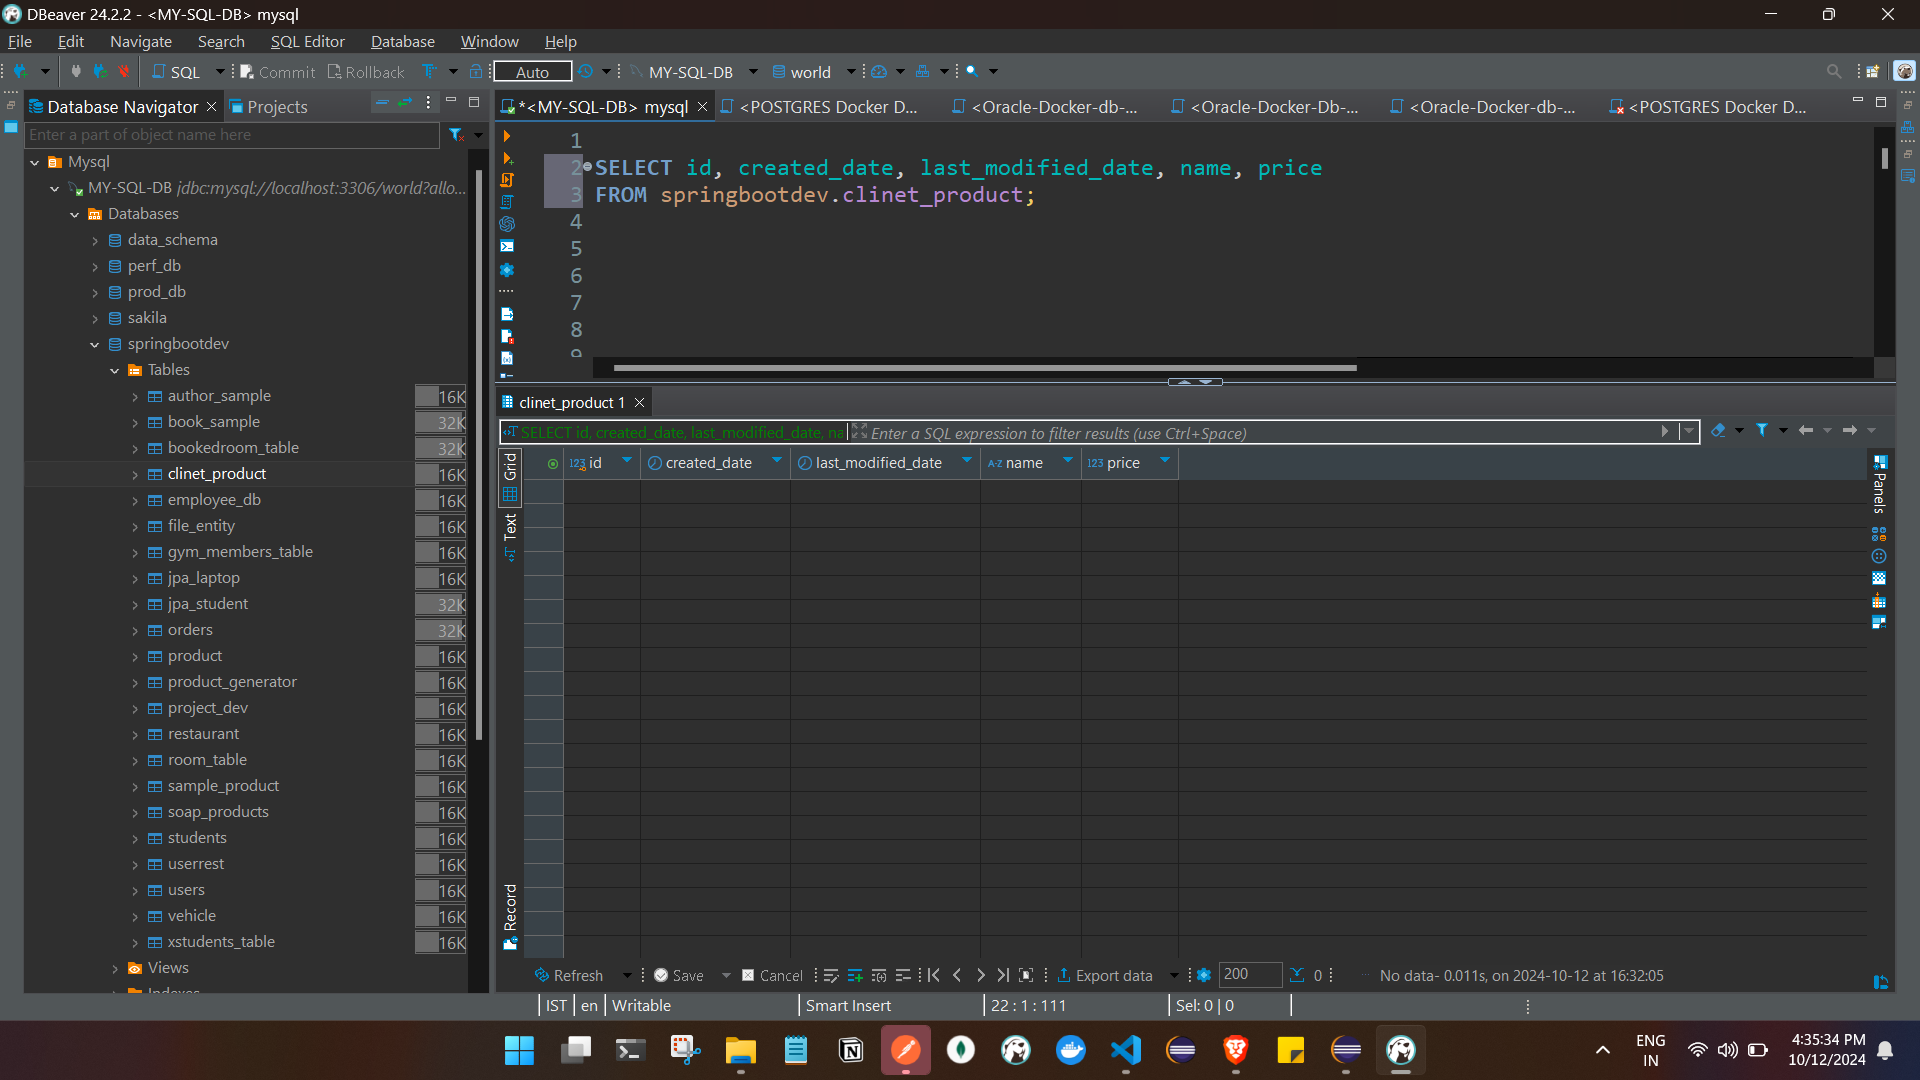 DBeaver 24.2.2 - <MY-SQL-DB> mysql
File Edit Navigate Search SQL Editor Database Window Help
SQL Commit Rollback Auto MY-SQL-DB world
Database Navigator Projects
*<MY-SQL-DB> mysql <POSTGRES Docker D... <Oracle-Docker-db-... <Oracle-Docker-Db-... <Oracle-Docker-db-... <POSTGRES Docker D...
Enter a part of object name here
Mysql
MY-SQL-DB jdbc:mysql://localhost:3306/world?allo...
Databases
data_schema
perf_db
prod_db
sakila
springbootdev
Tables
author_sample 16K
book_sample 32K
bookedroom_table 32K
clinet_product 16K
employee_db 16K
file_entity 16K
gym_members_table 16K
jpa_laptop 16K
jpa_student 32K
orders 32K
product 16K
product_generator 16K
project_dev 16K
restaurant 16K
room_table 16K
sample_product 16K
soap_products 16K
students 16K
userrest 16K
users 16K
vehicle 16K
xstudents_table 16K
Views
Indexes
1
2 SELECT id, created_date, last_modified_date, name, price
3 FROM springbootdev.clinet_product;
4
5
6
7
8
9
clinet_product 1
SELECT id, created_date, last_modified_date, na Enter a SQL expression to filter results (use Ctrl+Space)
Grid
Text
Record
123 id created_date last_modified_date A-Z name 123 price
Panels
Refresh Save Cancel Export data 200 0 No data- 0.011s, on 2024-10-12 at 16:32:05
IST en Writable Smart Insert 22 : 1 : 111 Sel: 0 | 0
ENG
IN
4:35:34 PM
10/12/2024